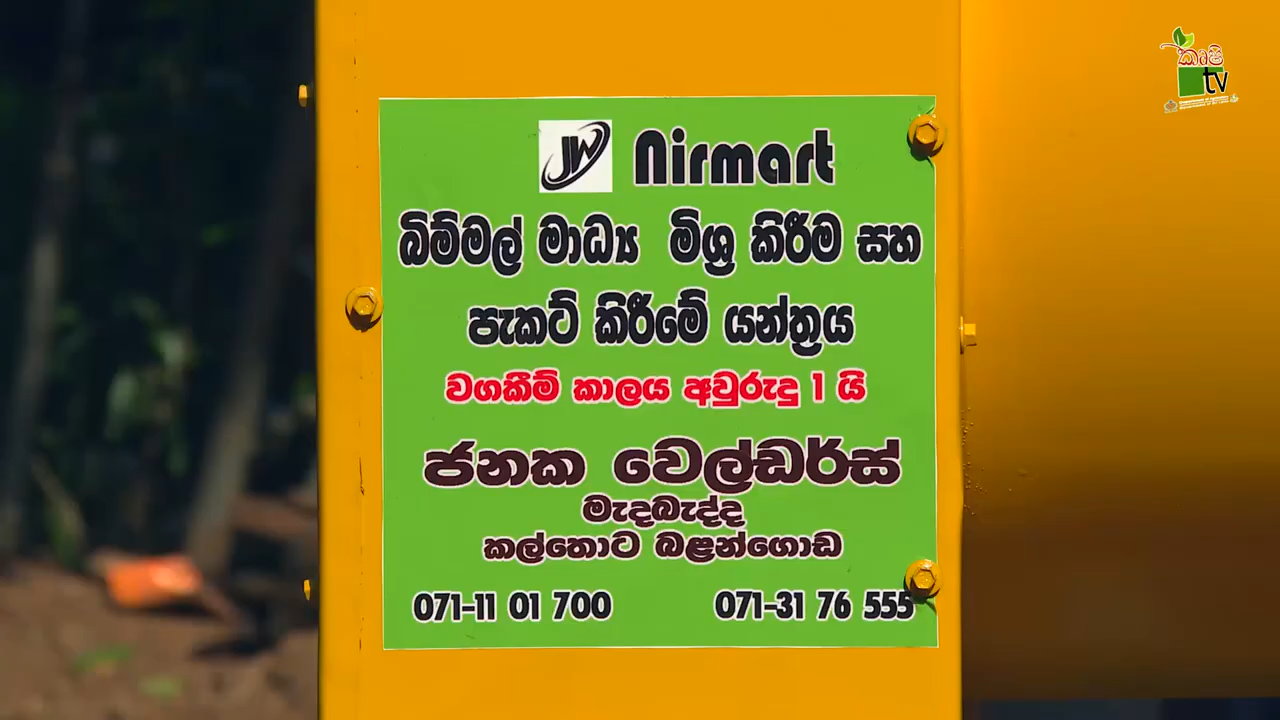 කෘෂි
tv
JW Nirmart
බිම්මල් මාධ්‍ය මිශ්‍ර කිරීම සහ
පැකට් කිරීමේ යන්ත්‍රය
වගකීම් කාලය අවුරුදු 1 යි
ජනක වෙල්ඩර්ස්
මැදබැද්ද
කල්තොට බළන්ගොඩ
071-11 01 700 071-31 76 555